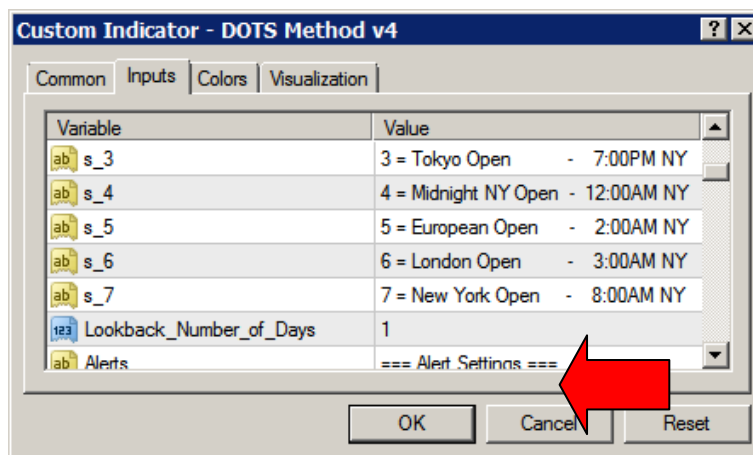 Custom Indicator - DOTS Method v4
Common Inputs Colors Visualization
Variable Value
ab s_3 3 = Tokyo Open - 7:00PM NY
ab s_4 4 = Midnight NY Open - 12:00AM NY
ab s_5 5 = European Open - 2:00AM NY
ab s_6 6 = London Open - 3:00AM NY
ab s_7 7 = New York Open - 8:00AM NY
123 Lookback_Number_of_Days 1
ab Alerts === Alert Settings ===
OK Cancel Reset